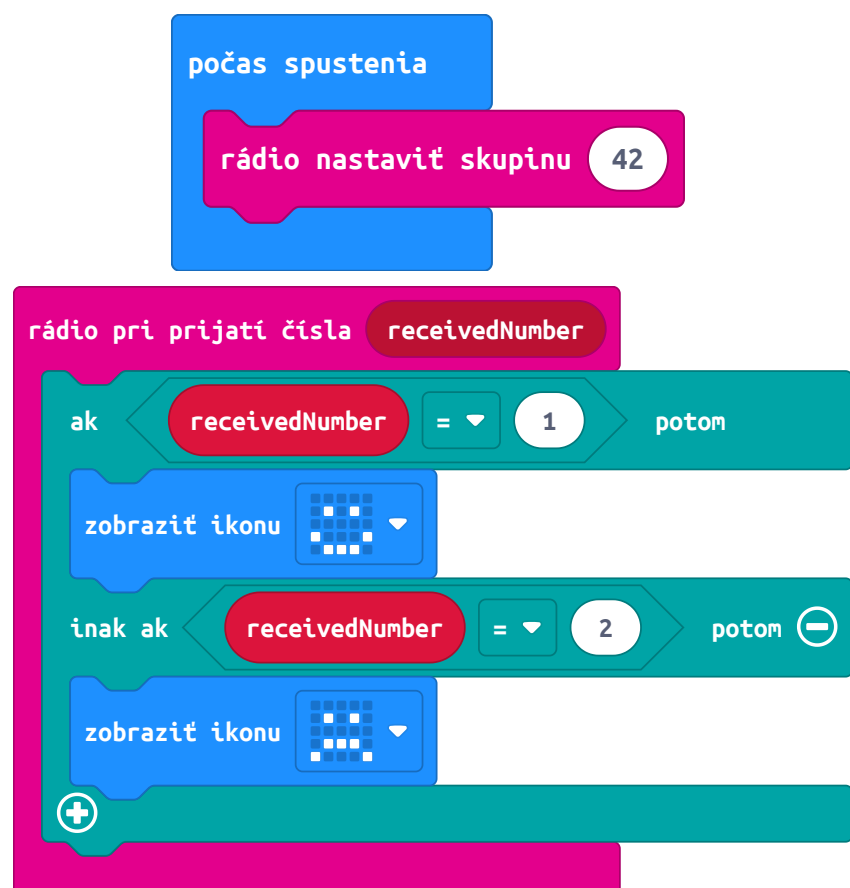 počas spustenia
rádio nastaviť skupinu 42
rádio pri prijatí čísla receivedNumber
ak receivedNumber = 1 potom
zobraziť ikonu
inak ak receivedNumber = 2 potom
zobraziť ikonu